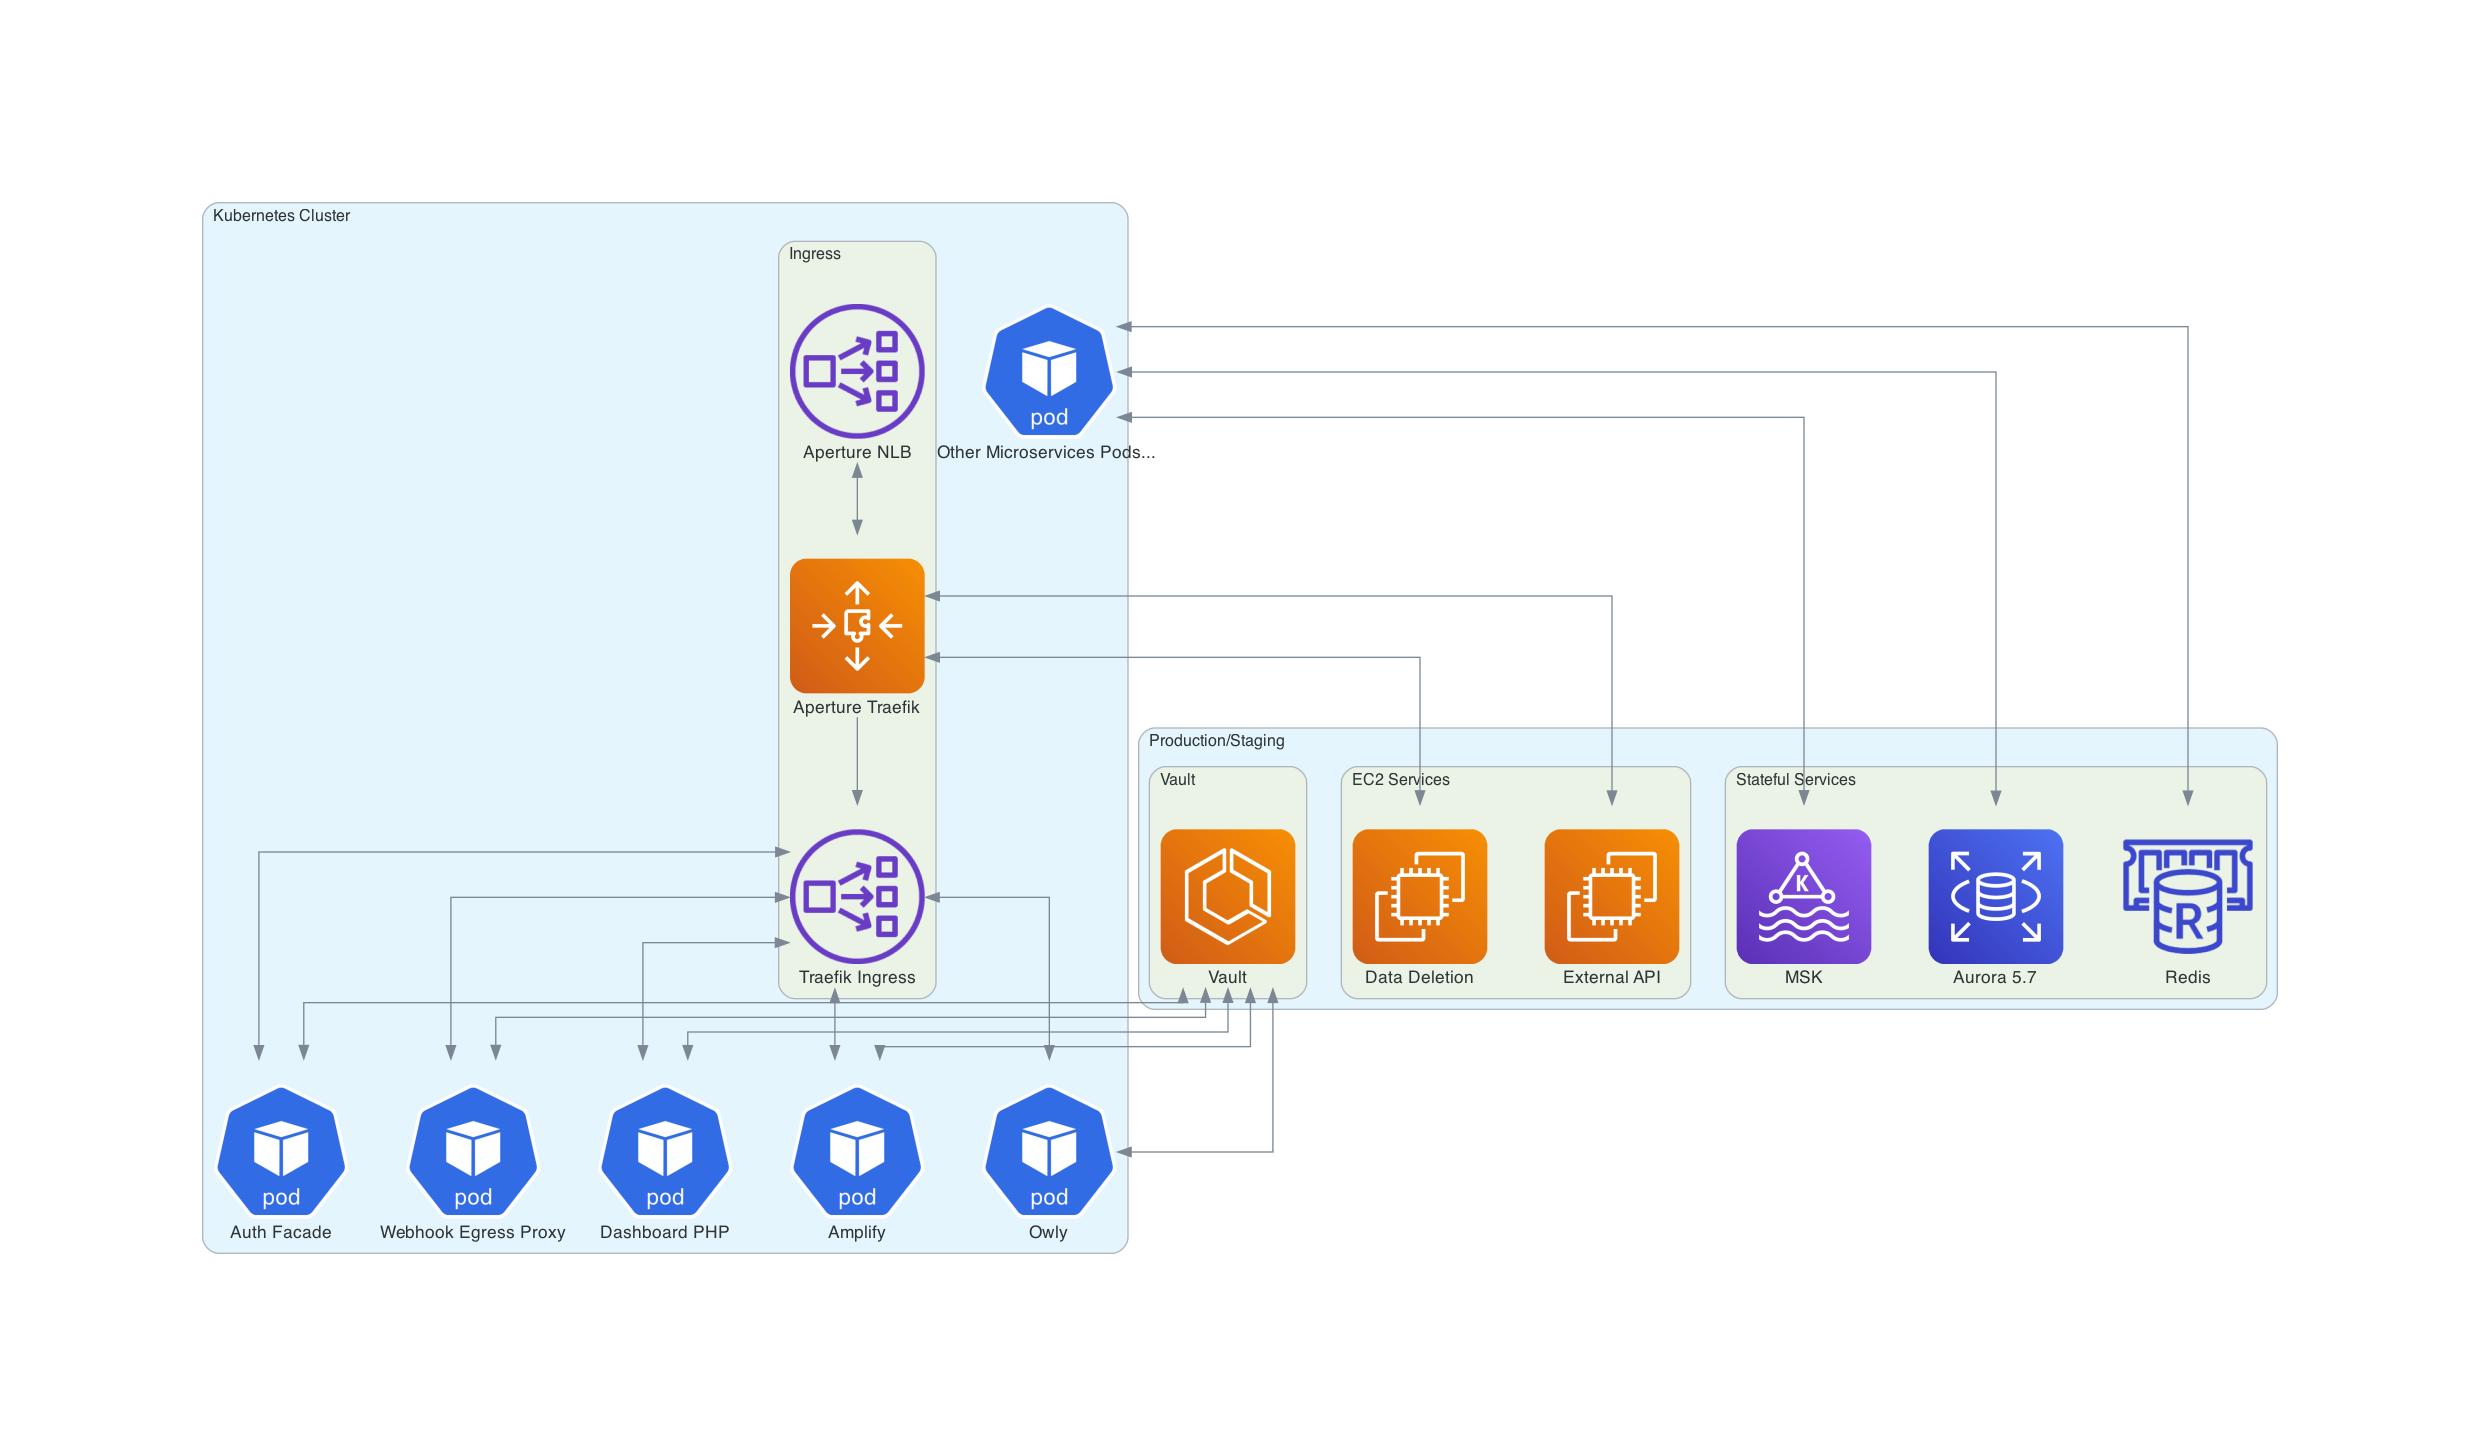 Kubernetes Cluster
Ingress
pod
Aperture NLB
Other Microservices Pods...
Aperture Traefik
Production/Staging
Vault
EC2 Services
Stateful Services
K
R
Traefik Ingress
Vault
Data Deletion
External API
MSK
Aurora 5.7
Redis
pod
pod
pod
pod
pod
Auth Facade
Webhook Egress Proxy
Dashboard PHP
Amplify
Owly